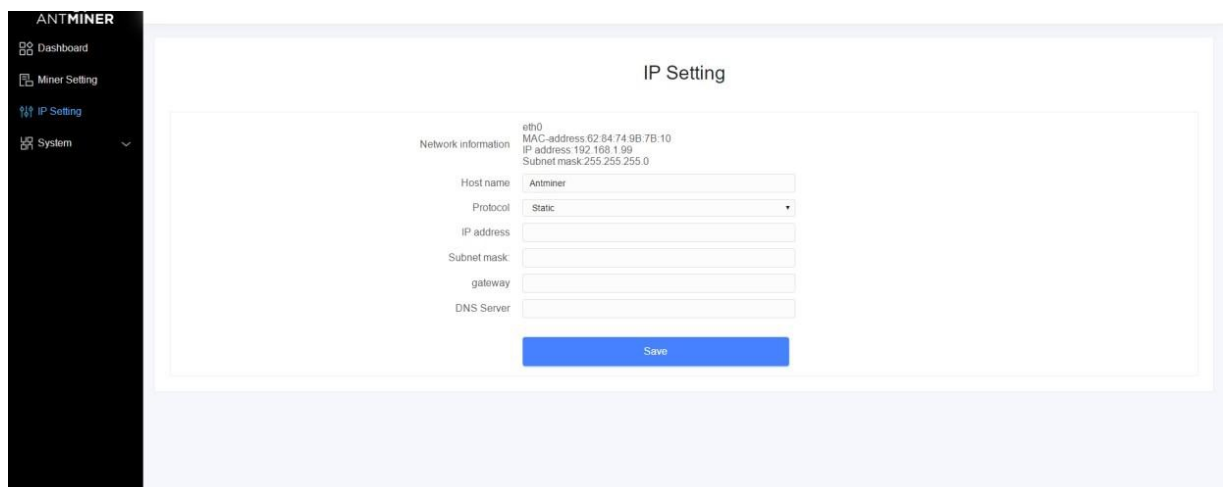 ANTMINER
Dashboard
Miner Setting
IP Setting
System
IP Setting
Network information
eth0
MAC-address:62:84:74:9B:7B:10
IP address:192.168.1.99
Subnet mask:255.255.255.0
Host name Antminer
Protocol Static
IP address
Subnet mask:
gateway
DNS Server
Save